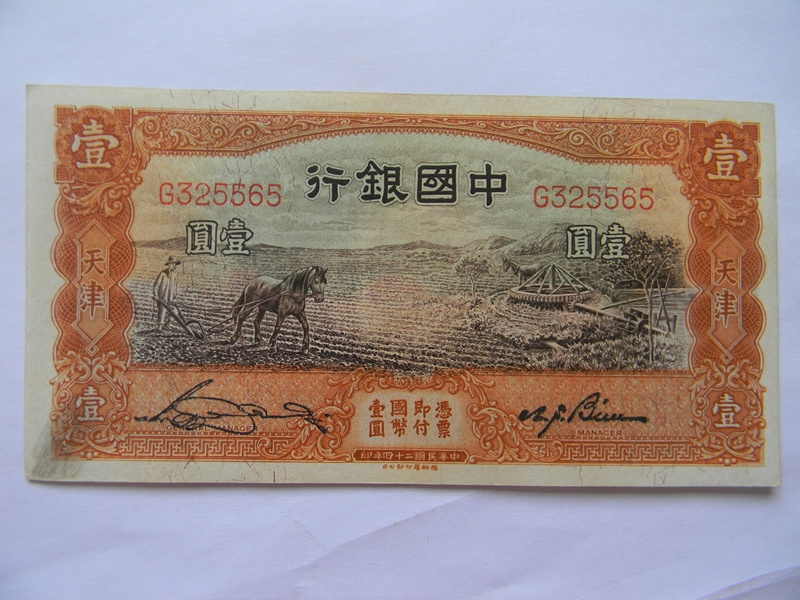 壹
壹
中國銀行
G325565
G325565
壹圓
壹圓
天津
天津
壹
壹
憑票
即付
國幣
壹圓
MANAGER
中華民國二十四年印